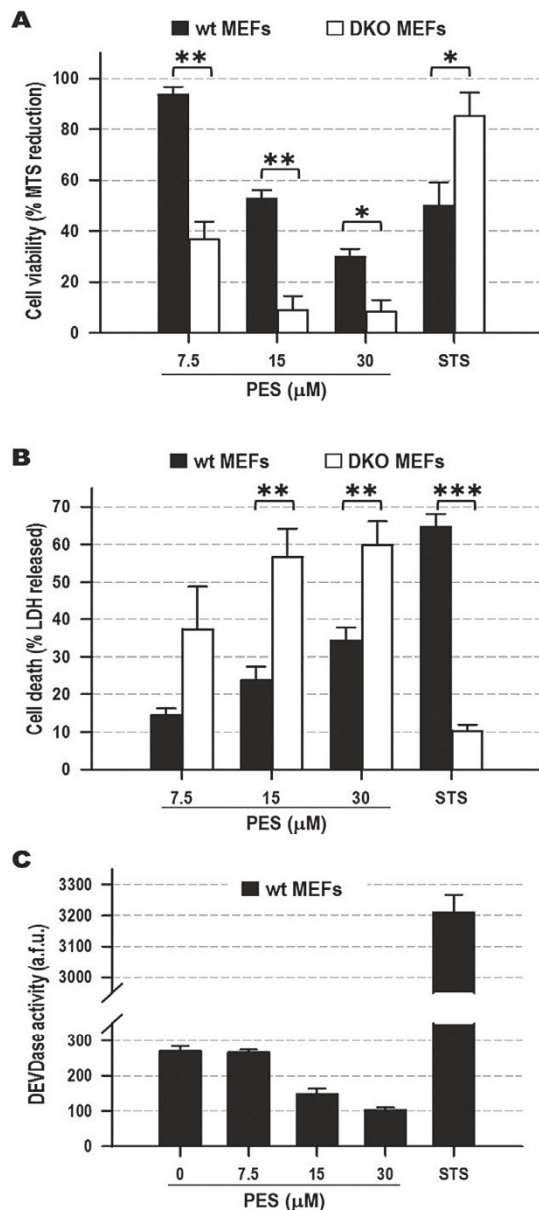 A
wt MEFs
DKO MEFs
Cell viability (% MTS reduction)
100
80
60
40
20
0
**
**
*
*
7.5
15
30
STS
PES (μM)
B
wt MEFs
DKO MEFs
Cell death (% LDH released)
70
60
50
40
30
20
10
0
**
**
***
7.5
15
30
STS
PES (μM)
C
wt MEFs
DEVDase activity (a.f.u.)
3300
3200
3100
3000
300
200
100
0
0
7.5
15
30
STS
PES (μM)